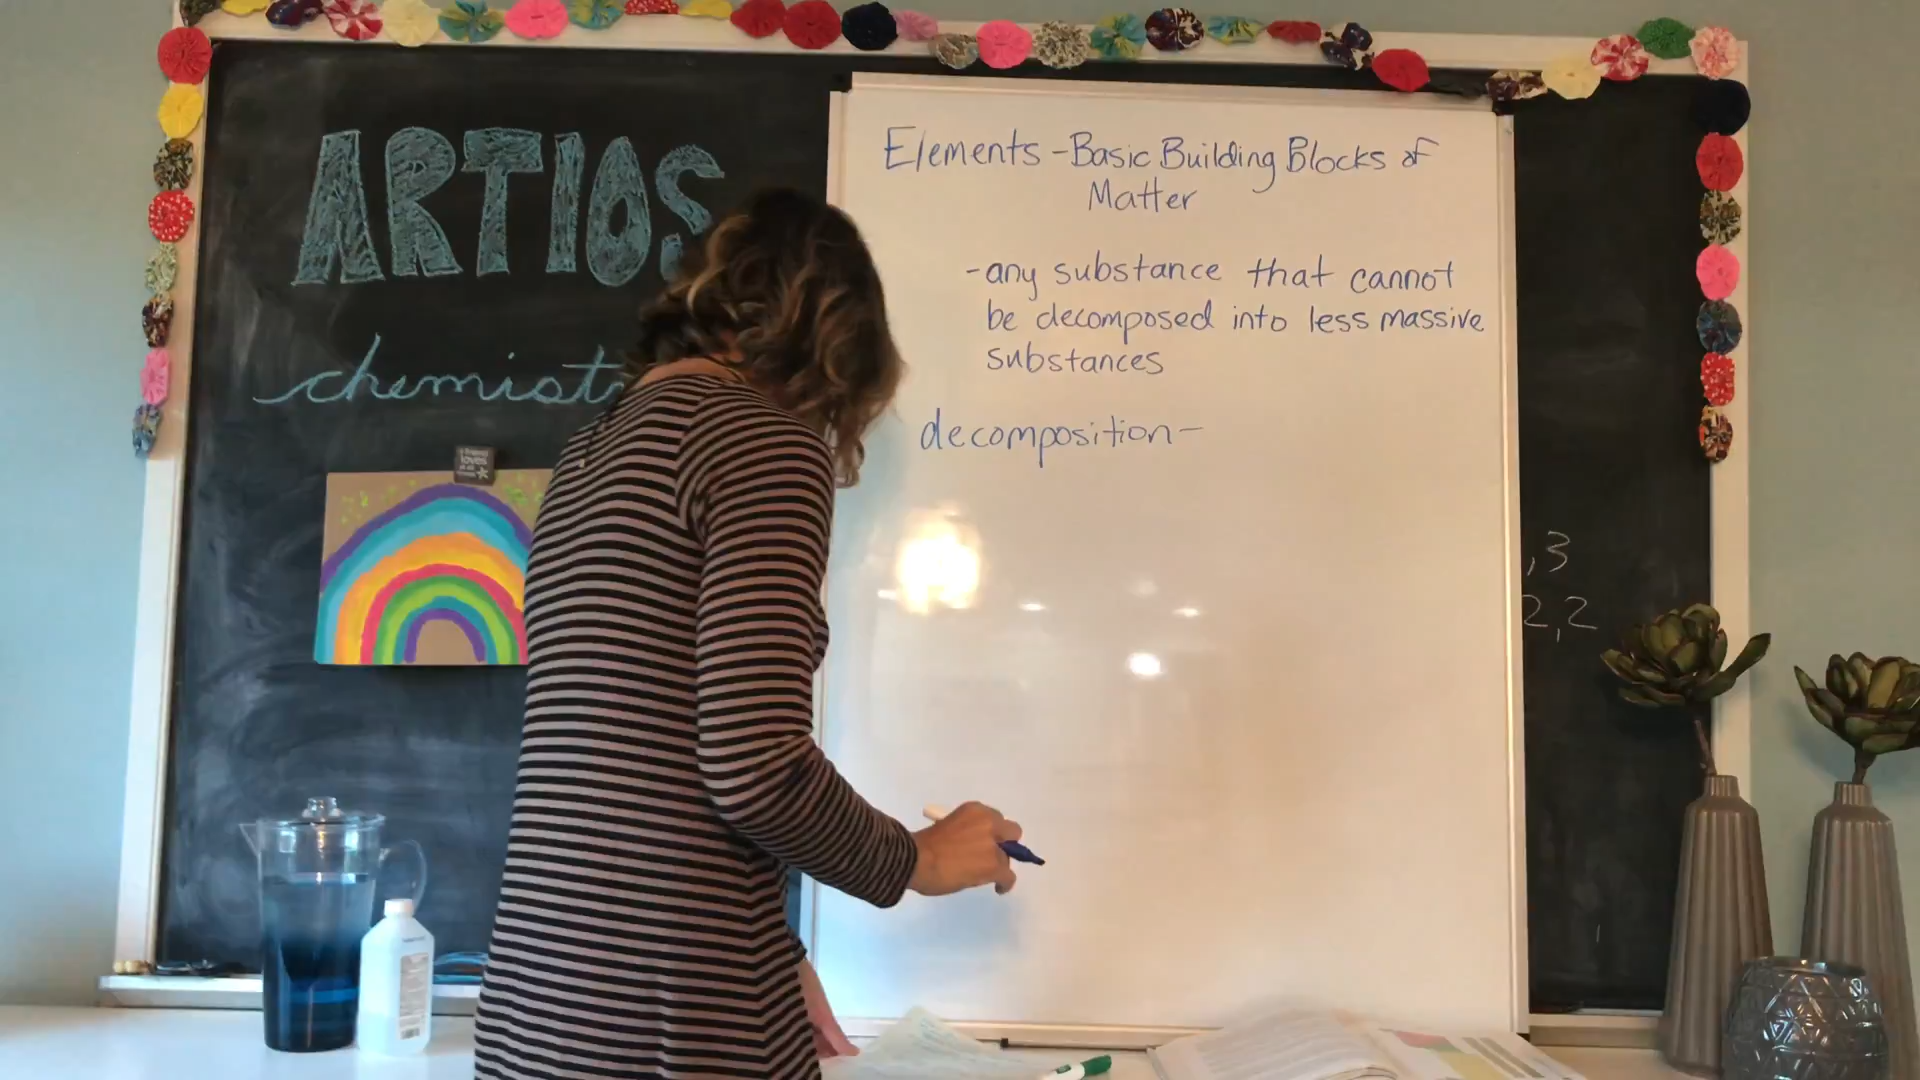 ARTIOS
chemist
Elements - Basic Building Blocks of
Matter
- any substance that cannot
be decomposed into less massive
substances
decomposition -
,3
2,2
loves